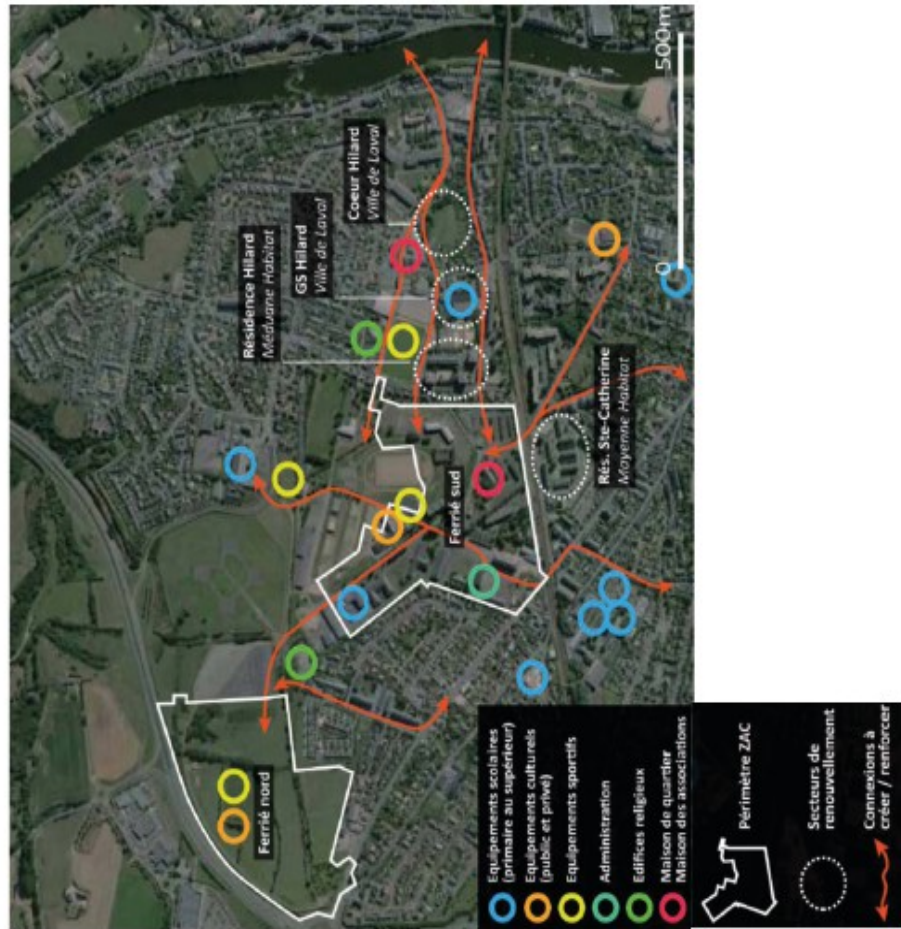 Ferrié nord
Ferrié sud
Résidence Hilard
Méduane Habitat
GS Hilard
Ville de Laval
Coeur Hilard
Ville de Laval
Rés. Ste-Catherine
Mayenne Habitat
0
500m
Equipements scolaires
(primaire au supérieur)
Equipements culturels
(public et privé)
Equipements sportifs
Administration
Edifices religieux
Maison de quartier
Maison des associations
Périmètre ZAC
Secteurs de
renouvellement
Connexions à
créer / renforcer